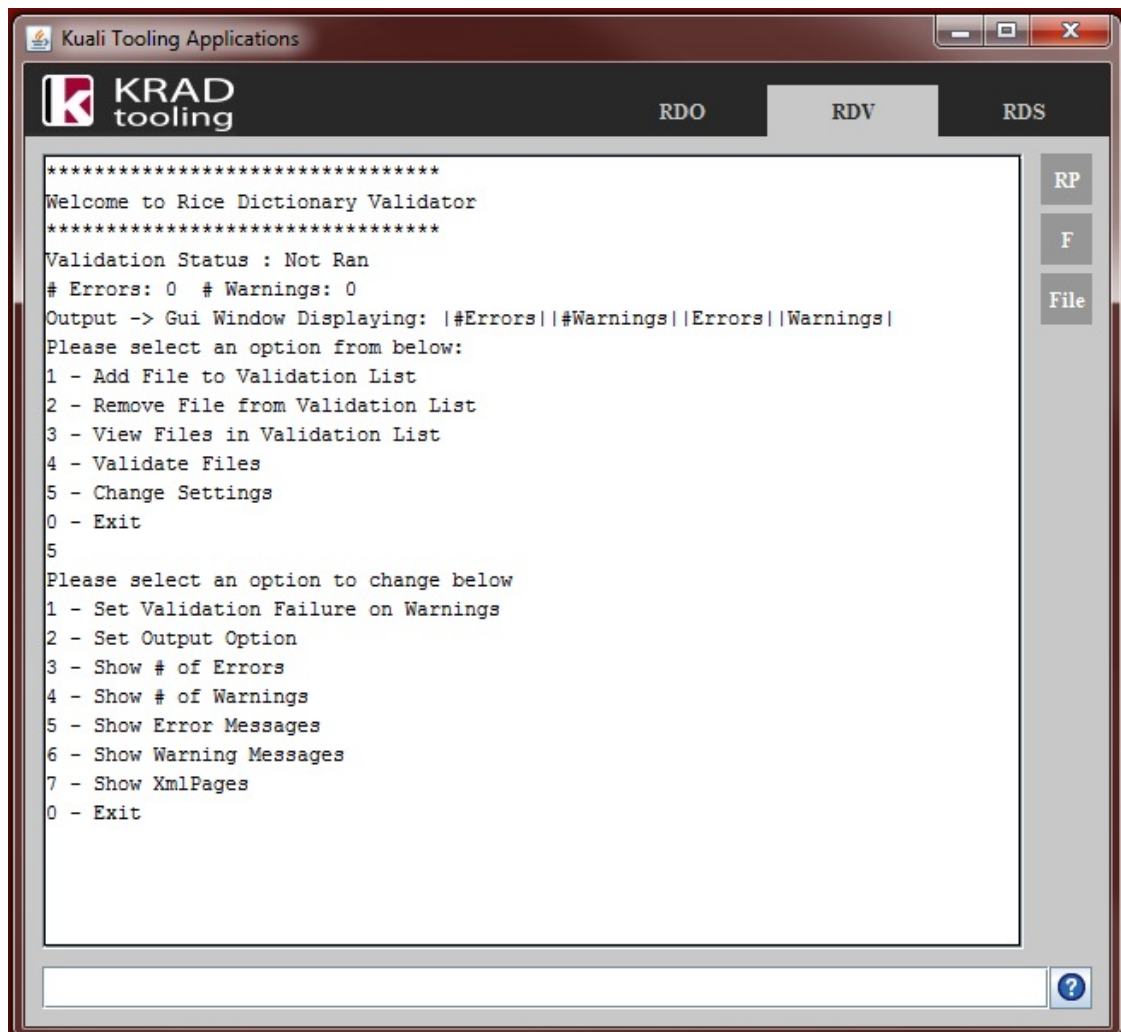 Kuali Tooling Applications
KRAD
tooling
RDO RDV RDS
*********************************
Welcome to Rice Dictionary Validator
*********************************
Validation Status : Not Ran
# Errors: 0  # Warnings: 0
Output -> Gui Window Displaying: |#Errors||#Warnings||Errors||Warnings|
Please select an option from below:
1 - Add File to Validation List
2 - Remove File from Validation List
3 - View Files in Validation List
4 - Validate Files
5 - Change Settings
0 - Exit
5
Please select an option to change below
1 - Set Validation Failure on Warnings
2 - Set Output Option
3 - Show # of Errors
4 - Show # of Warnings
5 - Show Error Messages
6 - Show Warning Messages
7 - Show XmlPages
0 - Exit
RP
F
File
?